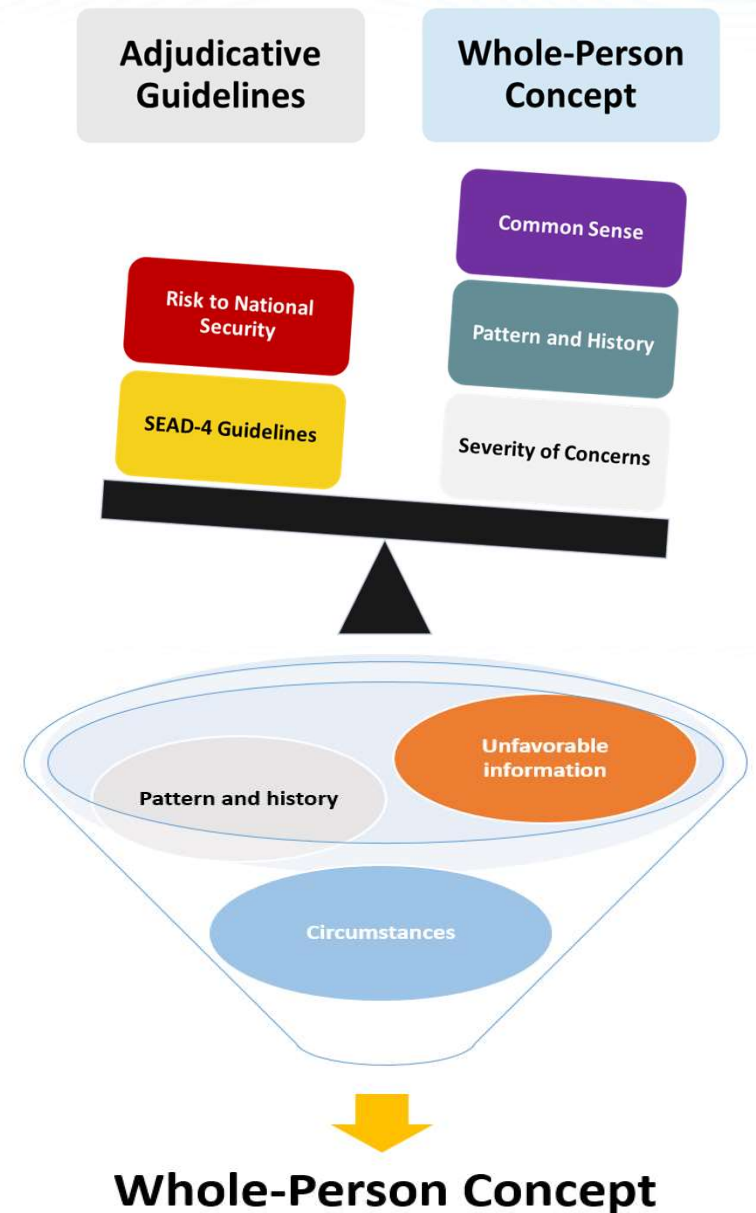 Adjudicative
Guidelines
Whole-Person
Concept
Common Sense
Risk to National
Security
Pattern and History
SEAD-4 Guidelines
Severity of Concerns
Unfavorable
information
Pattern and history
Circumstances
Whole-Person Concept